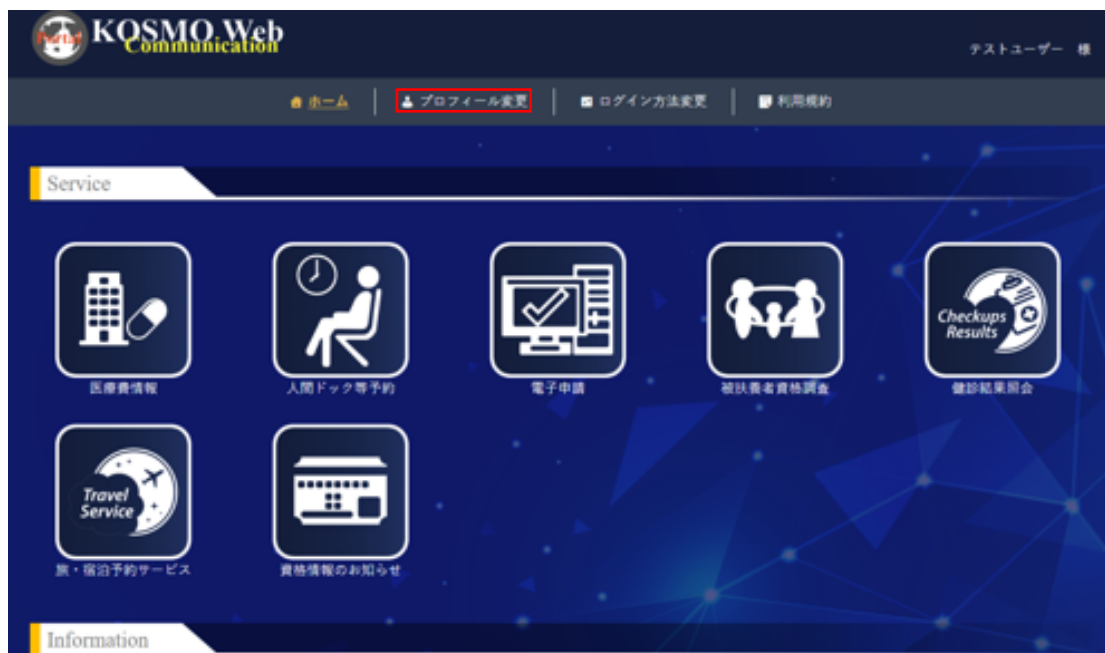 Portal
KOSMO Web
Communication
テストユーザー 様
ホーム
プロフィール変更
ログイン方法変更
利用規約
Service
Checkups
Results
医療費情報
人間ドック等予約
電子申請
被扶養者資格調査
健診結果照会
Travel
Service
旅・宿泊予約サービス
資格情報のお知らせ
Information